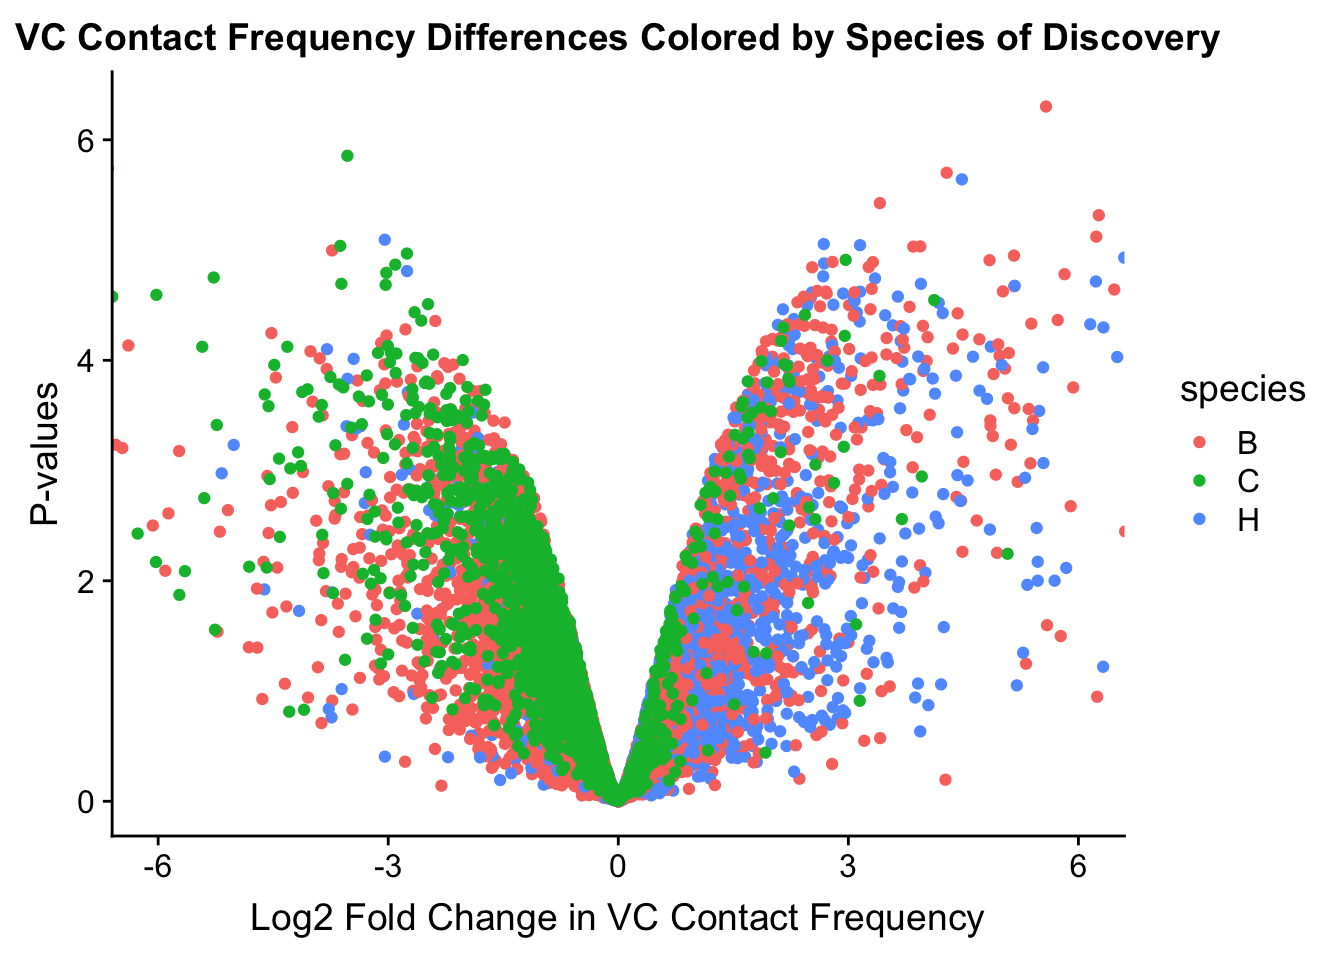 VC Contact Frequency Differences Colored by Species of Discovery
P-values
6
4
2
0
-6
-3
0
3
6
Log2 Fold Change in VC Contact Frequency
species
B
C
H